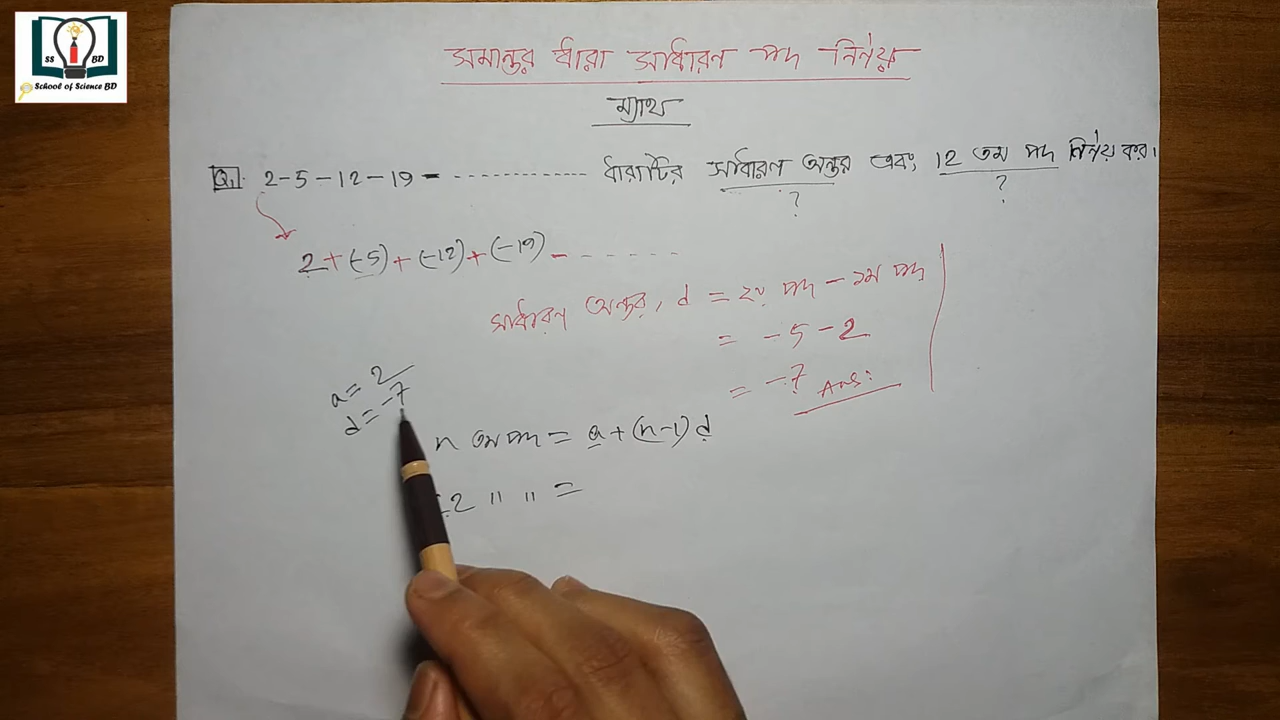 SS BD
School of Science BD
সমান্তর ধারা সাধারণ পদ নির্ণয়
ম্যাথ
Q1. 2 - 5 - 12 - 19 - .............. ধারাটির সাধারণ অন্তর এবং 12 তম পদ নির্ণয় কর।
? ?
2 + (-5) + (-12) + (-19) - ......
সাধারণ অন্তর, d = ২য় পদ - ১ম পদ
= -5 - 2
= -7 Ans:
a = 2
d = -7
n তম পদ = a + (n-1) d
12 " " =